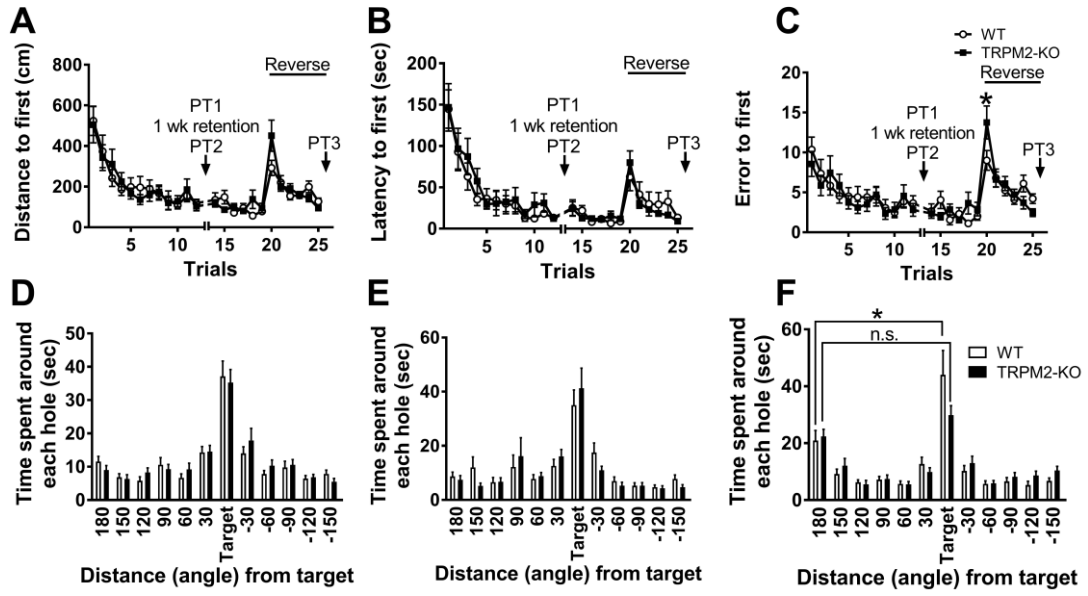 A
Distance to first (cm)
800
600
400
200
0
5
10
15
20
25
Trials
PT1
1 wk retention
PT2
Reverse
PT3
B
Latency to first (sec)
200
150
100
50
0
5
10
15
20
25
Trials
PT1
1 wk retention
PT2
Reverse
PT3
C
Error to first
20
15
10
5
0
5
10
15
20
25
Trials
WT
TRPM2-KO
Reverse
*
PT1
1 wk retention
PT2
PT3
D
Time spent around
each hole (sec)
50
40
30
20
10
0
180
150
120
90
60
30
Target
-30
-60
-90
-120
-150
Distance (angle) from target
E
Time spent around
each hole (sec)
60
40
20
0
180
150
120
90
60
30
Target
-30
-60
-90
-120
-150
Distance (angle) from target
F
Time spent around
each hole (sec)
60
40
20
0
*
n.s.
WT
TRPM2-KO
180
150
120
90
60
30
Target
-30
-60
-90
-120
-150
Distance (angle) from target